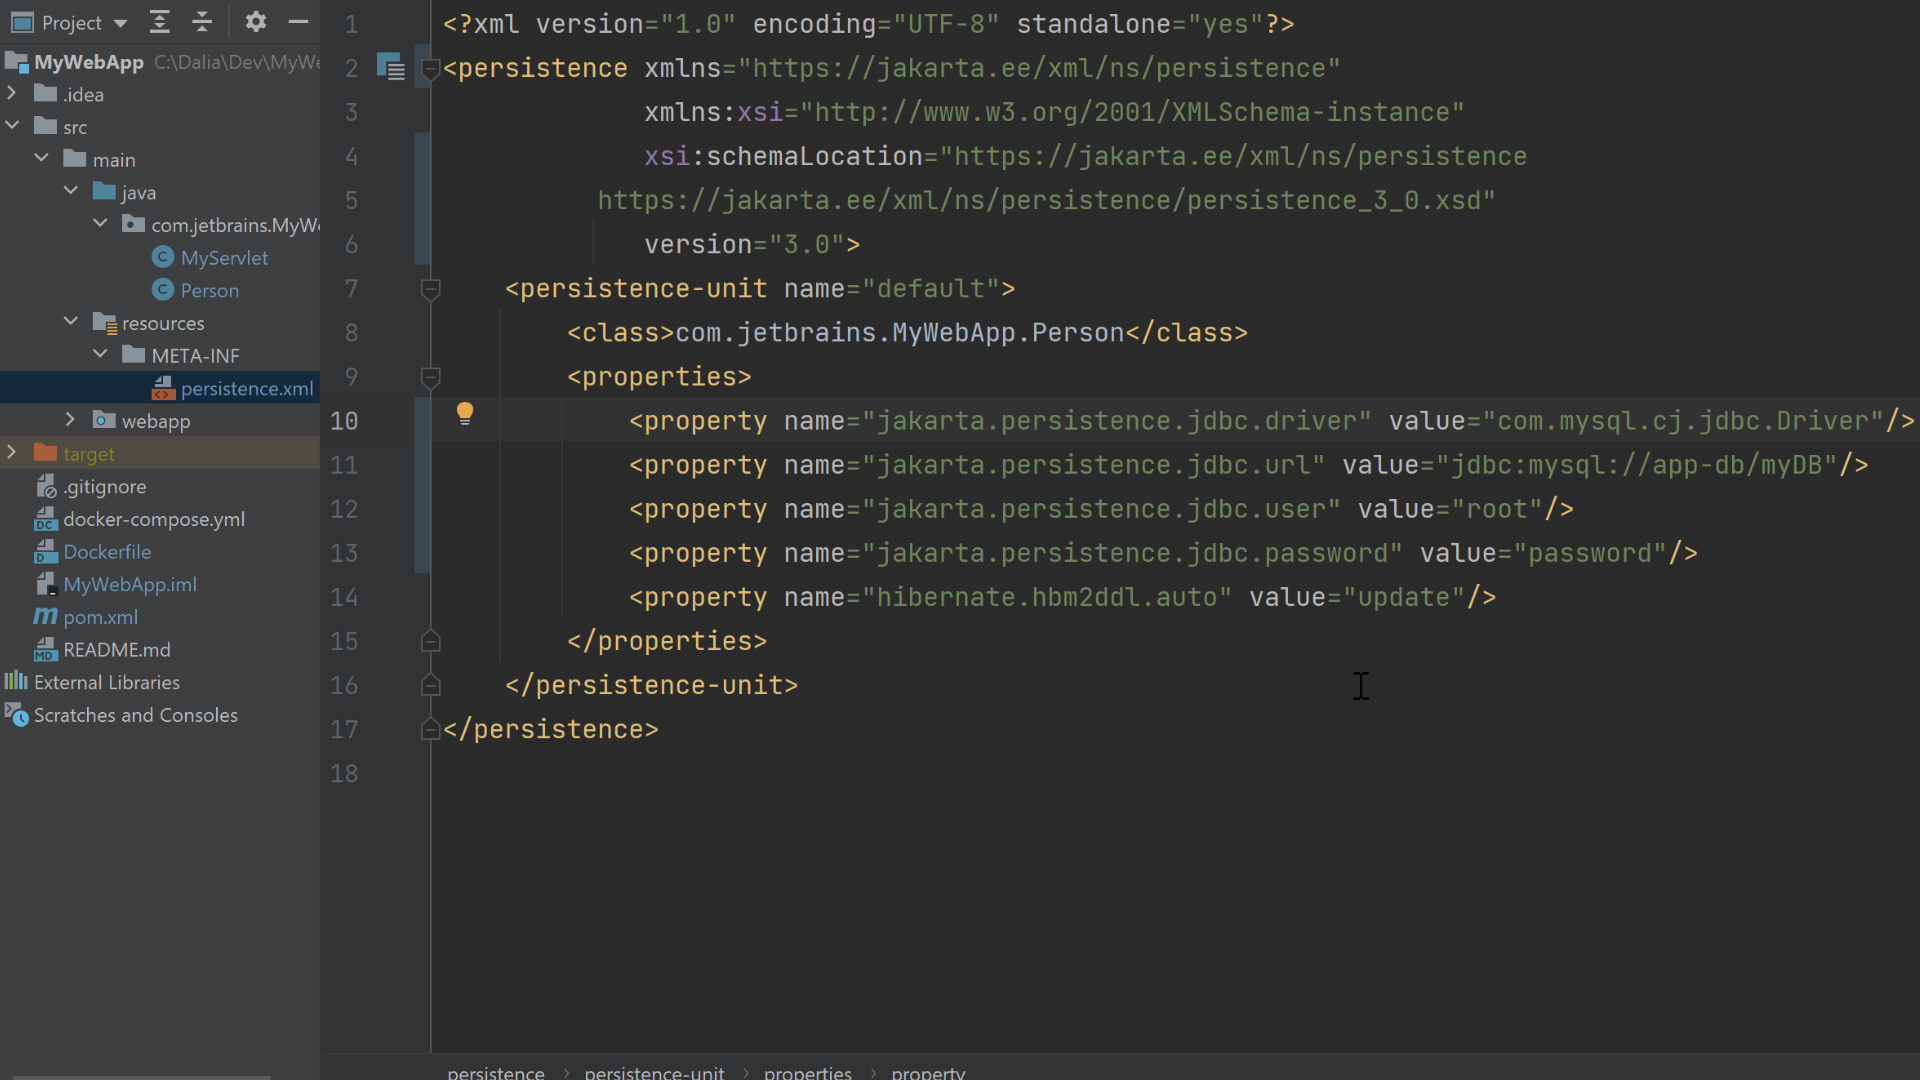 Project
MyWebApp C:\Dalia\Dev\MyWe
.idea
src
main
java
com.jetbrains.MyWe
MyServlet
Person
resources
META-INF
persistence.xml
webapp
target
.gitignore
docker-compose.yml
Dockerfile
MyWebApp.iml
pom.xml
README.md
External Libraries
Scratches and Consoles
1 <?xml version="1.0" encoding="UTF-8" standalone="yes"?>
2 <persistence xmlns="https://jakarta.ee/xml/ns/persistence"
3 xmlns:xsi="http://www.w3.org/2001/XMLSchema-instance"
4 xsi:schemaLocation="https://jakarta.ee/xml/ns/persistence
5 https://jakarta.ee/xml/ns/persistence/persistence_3_0.xsd"
6 version="3.0">
7 <persistence-unit name="default">
8 <class>com.jetbrains.MyWebApp.Person</class>
9 <properties>
10 <property name="jakarta.persistence.jdbc.driver" value="com.mysql.cj.jdbc.Driver"/>
11 <property name="jakarta.persistence.jdbc.url" value="jdbc:mysql://app-db/myDB"/>
12 <property name="jakarta.persistence.jdbc.user" value="root"/>
13 <property name="jakarta.persistence.jdbc.password" value="password"/>
14 <property name="hibernate.hbm2ddl.auto" value="update"/>
15 </properties>
16 </persistence-unit>
17 </persistence>
18
persistence › persistence-unit › properties › property